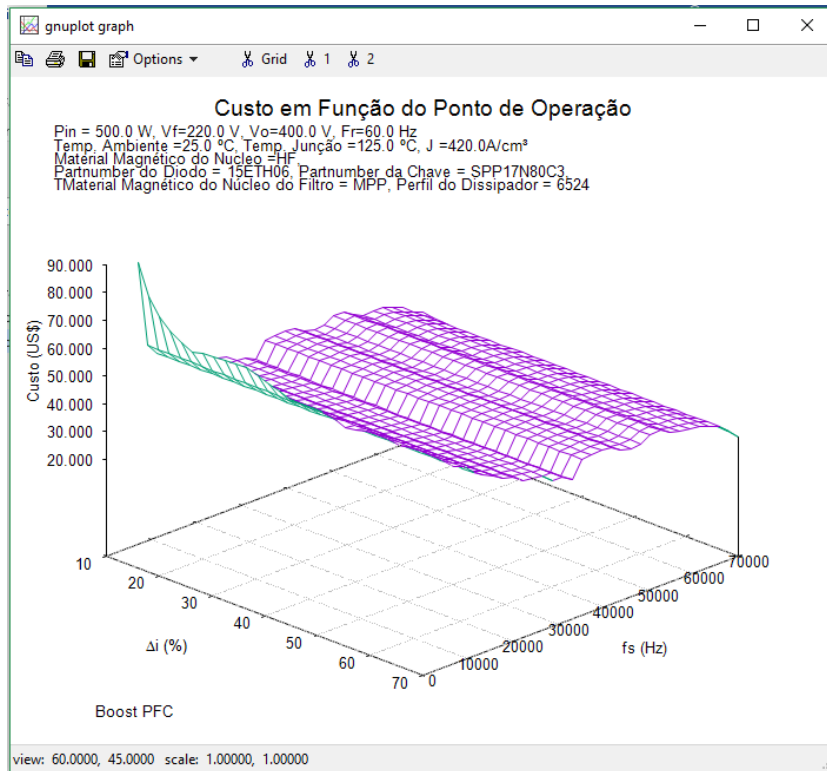 gnuplot graph
Options Grid 1 2
Custo em Função do Ponto de Operação
Pin = 500.0 W, Vf=220.0 V, Vo=400.0 V, Fr=60.0 Hz
Temp. Ambiente =25.0 ºC, Temp. Junção =125.0 ºC, J =420.0A/cm³
Material Magnético do Nucleo =HF,
Partnumber do Diodo = 15ETH06, Partnumber da Chave = SPP17N80C3,
TMaterial Magnético do Núcleo do Filtro = MPP, Perfil do Dissipador = 6524
90.000
80.000
70.000
60.000
50.000
40.000
30.000
20.000
Custo (US$)
10
20
30
40
50
60
70
Δi (%)
0
10000
20000
30000
40000
50000
60000
70000
fs (Hz)
Boost PFC
view: 60.0000, 45.0000 scale: 1.00000, 1.00000